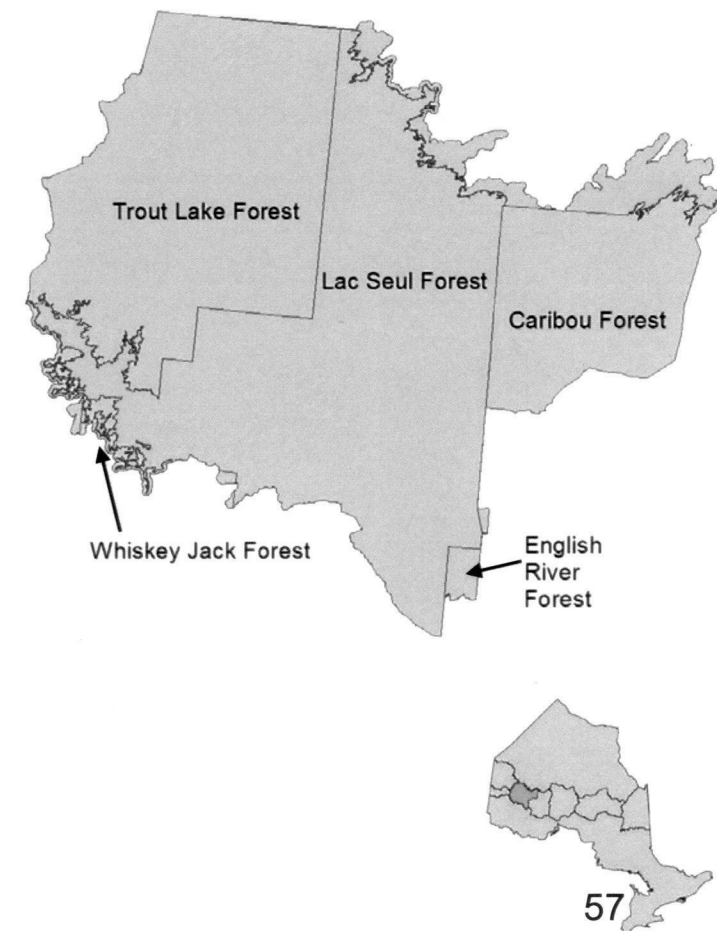 Trout Lake Forest
Lac Seul Forest
Caribou Forest
Whiskey Jack Forest
English
River
Forest
57